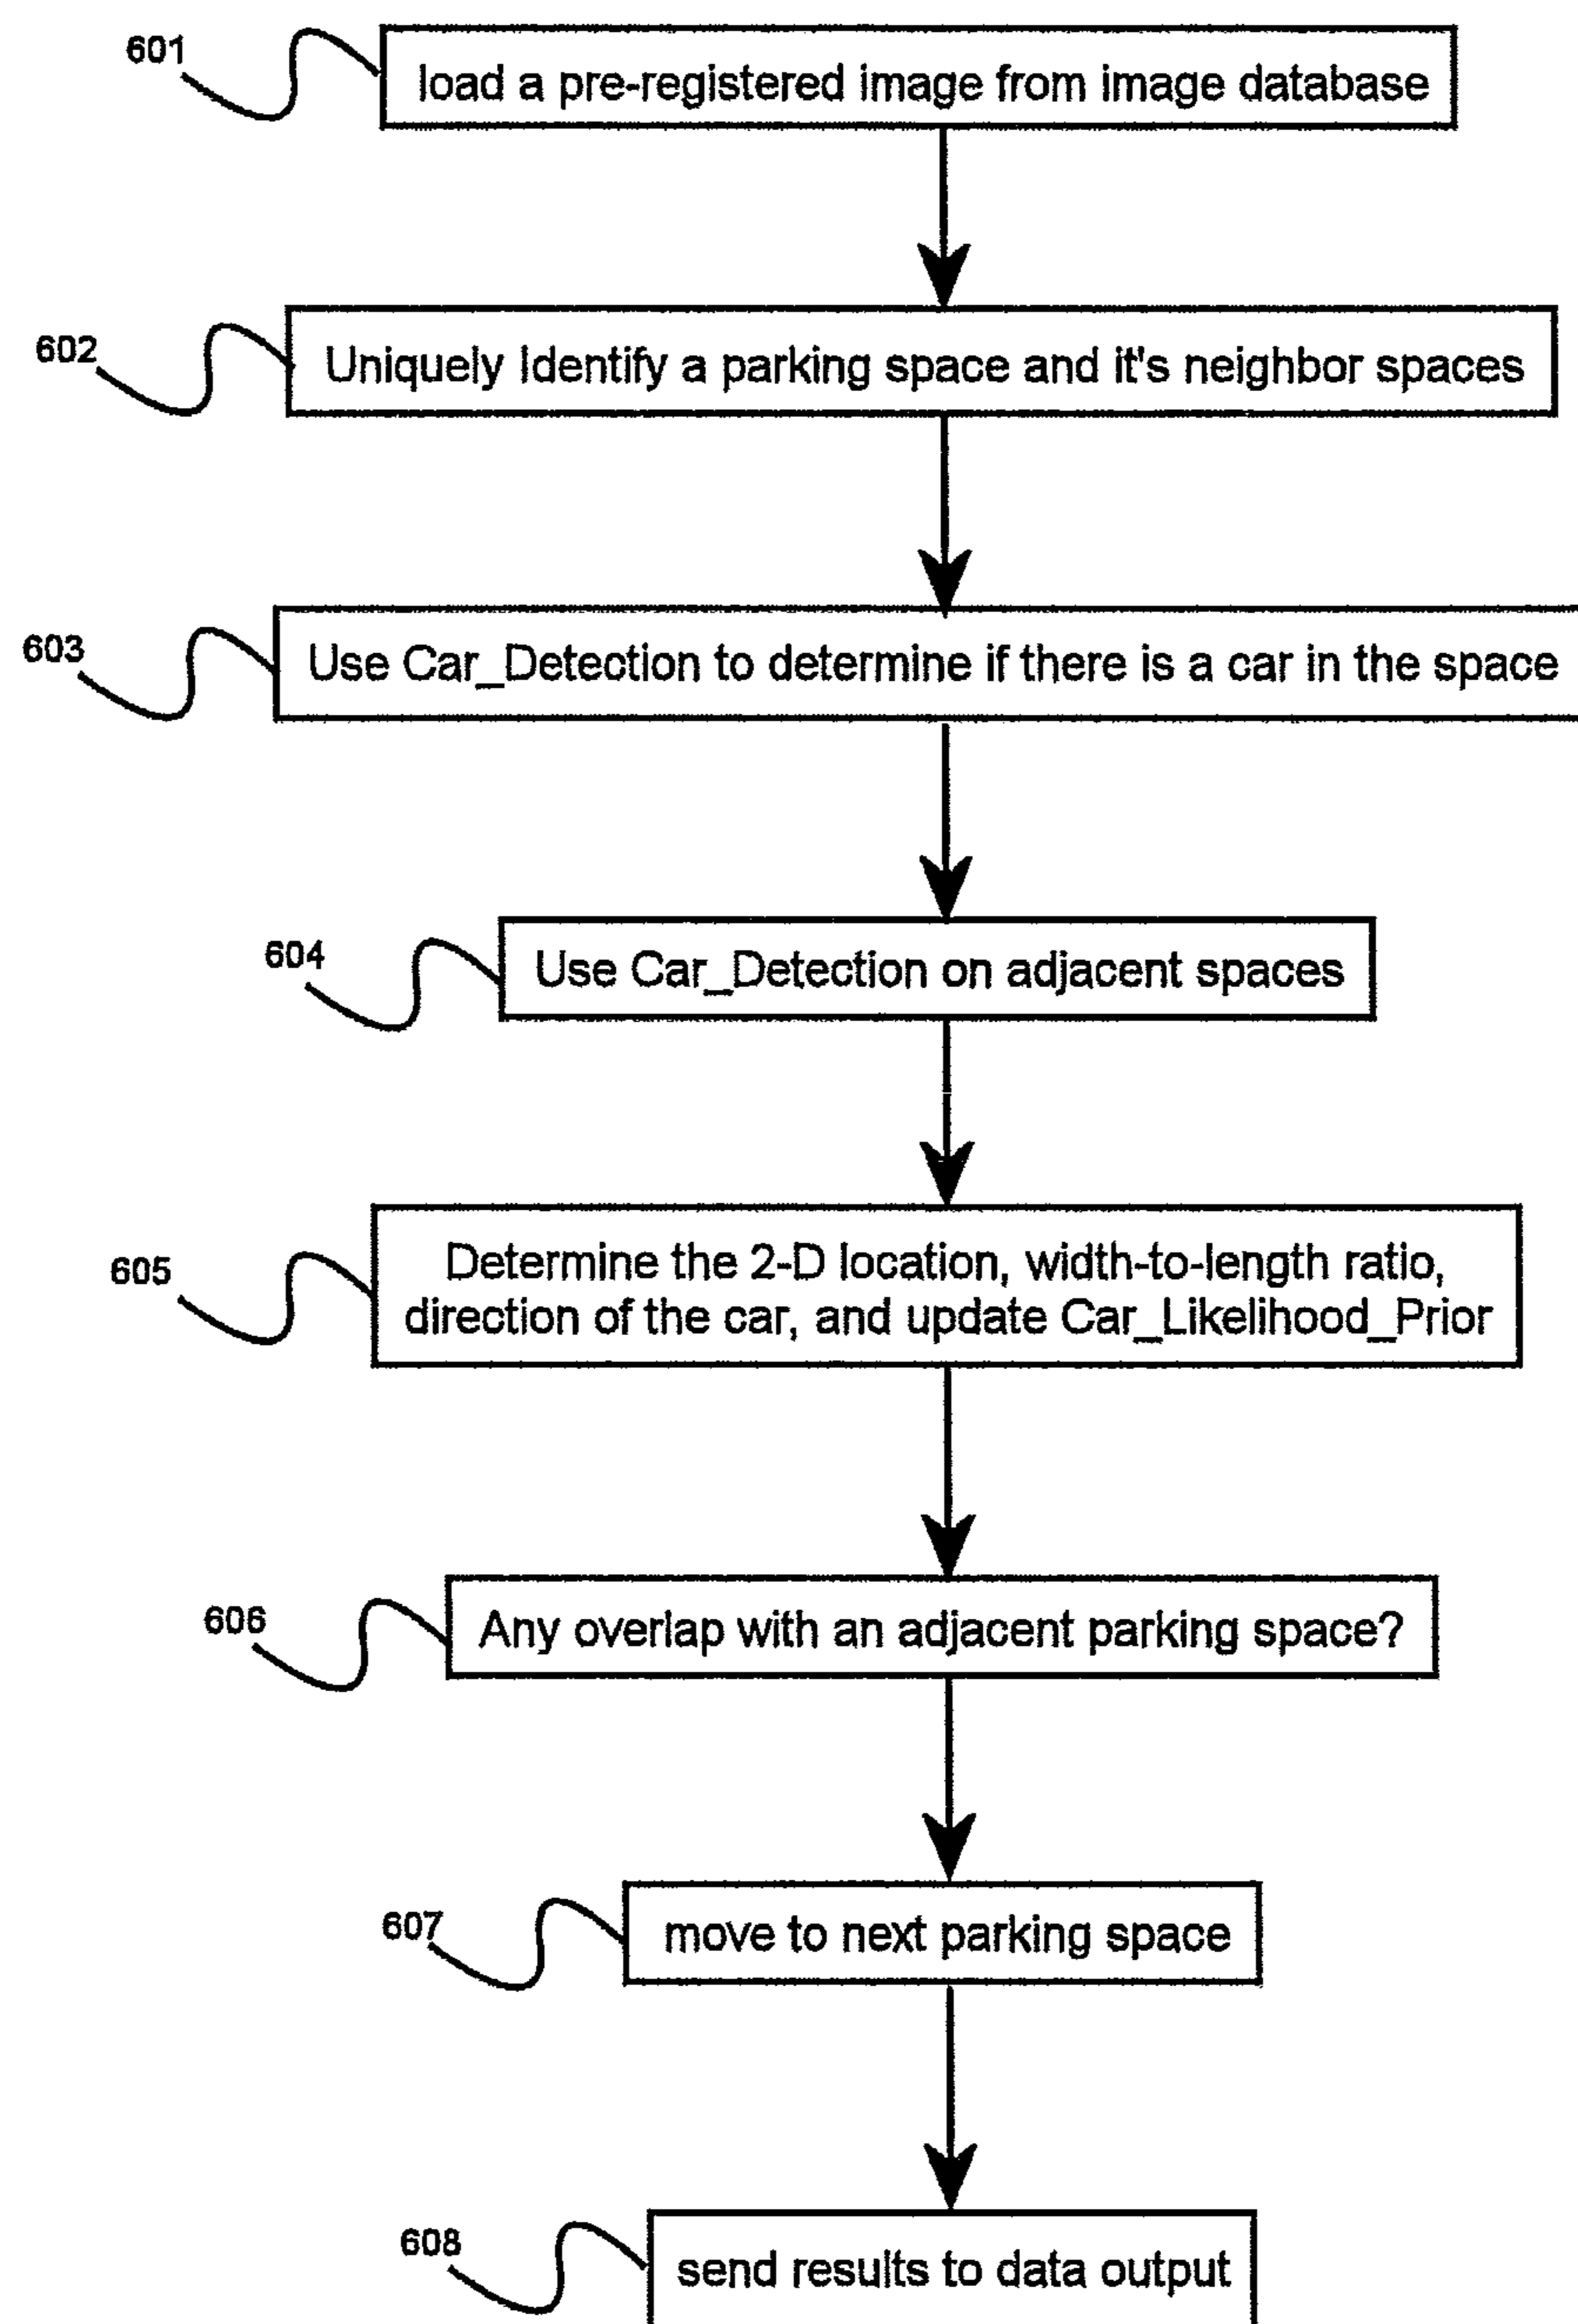 601
load a pre-registered image from image database
602
Uniquely Identify a parking space and it's neighbor spaces
603
Use Car_Detection to determine if there is a car in the space
604
Use Car_Detection on adjacent spaces
605
Determine the 2-D location, width-to-length ratio,
direction of the car, and update Car_Likelihood_Prior
606
Any overlap with an adjacent parking space?
607
move to next parking space
608
send results to data output